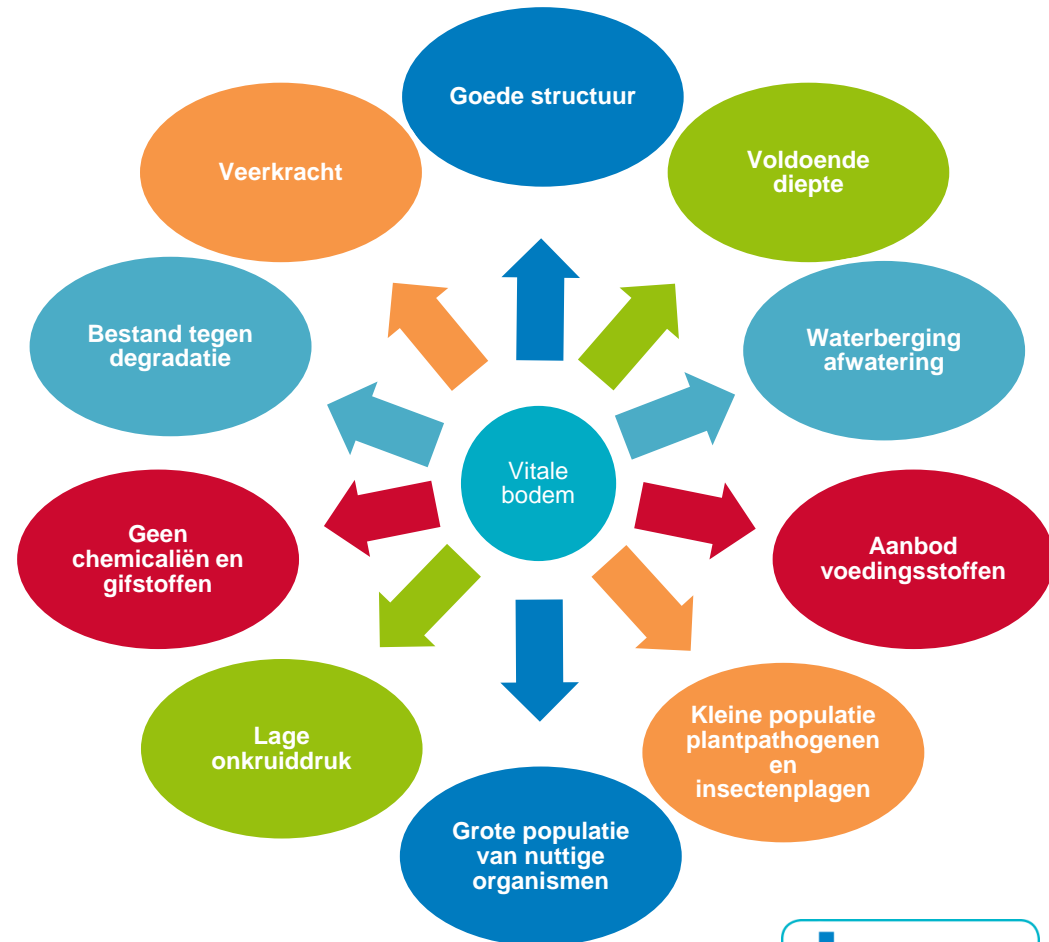 Goede structuur
Voldoende
diepte
Waterberging
afwatering
Aanbod
voedingsstoffen
Kleine populatie
plantpathogenen
en
insectenplagen
Grote populatie
van nuttige
organismen
Lage
onkruiddruk
Geen
chemicaliën en
gifstoffen
Bestand tegen
degradatie
Veerkracht
Vitale
bodem